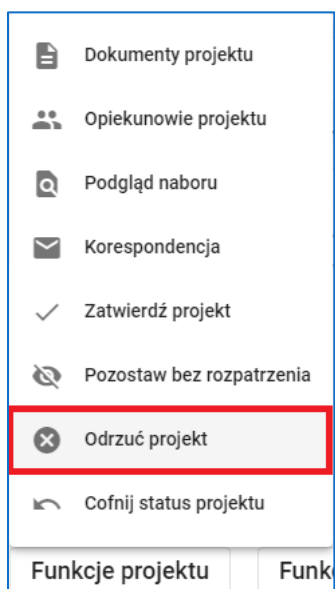 Dokumenty projektu
Opiekunowie projektu
Podgląd naboru
Korespondencja
Zatwierdź projekt
Pozostaw bez rozpatrzenia
Odrzuć projekt
Cofnij status projektu
Funkcje projektu Funk